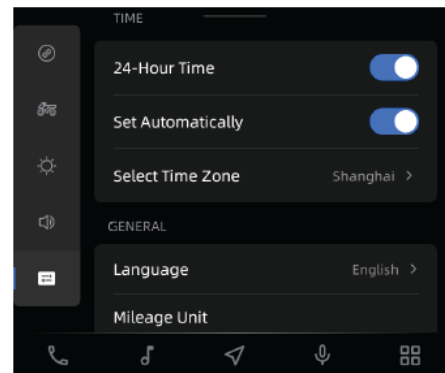 TIME
24-Hour Time
Set Automatically
Select Time Zone Shanghai >
GENERAL
Language English >
Mileage Unit